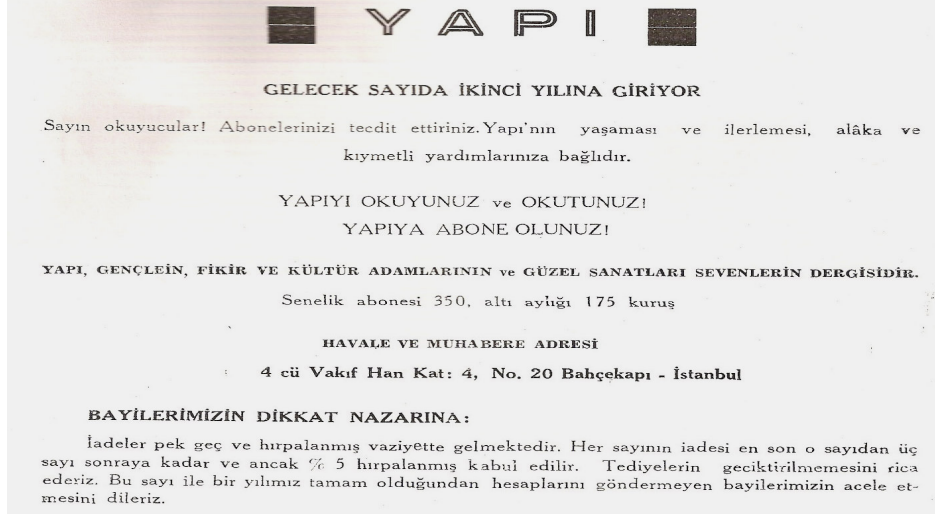 YAPI
GELECEK SAYIDA İKİNCİ YILINA GİRİYOR
Sayın okuyucular! Abonelerinizi tecdit ettiriniz.Yapı'nın yaşaması ve ilerlemesi, alâka ve
kıymetli yardımlarınıza bağlıdır.
YAPIYI OKUYUNUZ ve OKUTUNUZ!
YAPIYA ABONE OLUNUZ!
YAPI, GENÇLEİN, FİKİR VE KÜLTÜR ADAMLARININ ve GÜZEL SANATLARI SEVENLERİN DERGİSİDİR.
Senelik abonesi 350, altı aylığı 175 kuruş
HAVALE VE MUHABERE ADRESİ
4 cü Vakıf Han Kat: 4, No. 20 Bahçekapı - İstanbul
BAYİLERİMİZİN DİKKAT NAZARINA:
İadeler pek geç ve hırpalanmış vaziyette gelmektedir. Her sayının iadesi en son o sayıdan üç
sayı sonraya kadar ve ancak % 5 hırpalanmış kabul edilir. Tediyelerin geciktirilmemesini rica
ederiz. Bu sayı ile bir yılımız tamam olduğundan hesaplarını göndermeyen bayilerimizin acele et-
mesini dileriz.